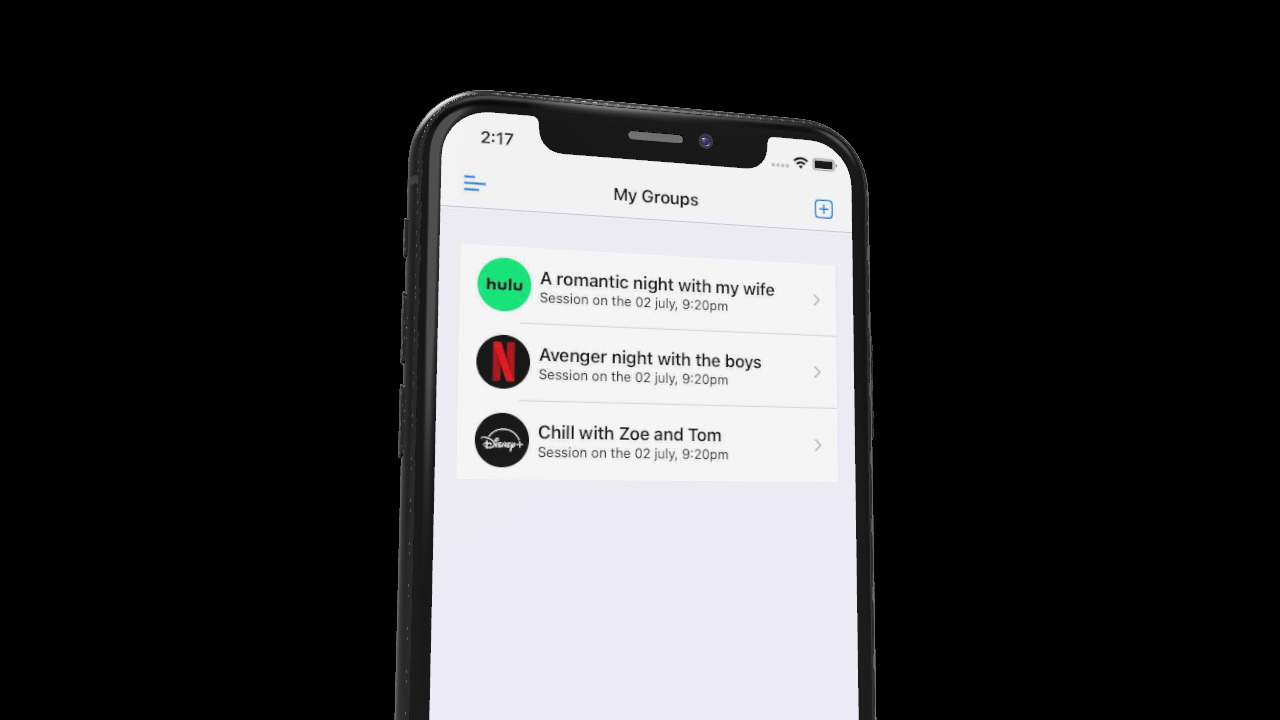 2:17
My Groups
hulu
A romantic night with my wife
Session on the 02 july, 9:20pm
N
Avenger night with the boys
Session on the 02 july, 9:20pm
Disney+
Chill with Zoe and Tom
Session on the 02 july, 9:20pm